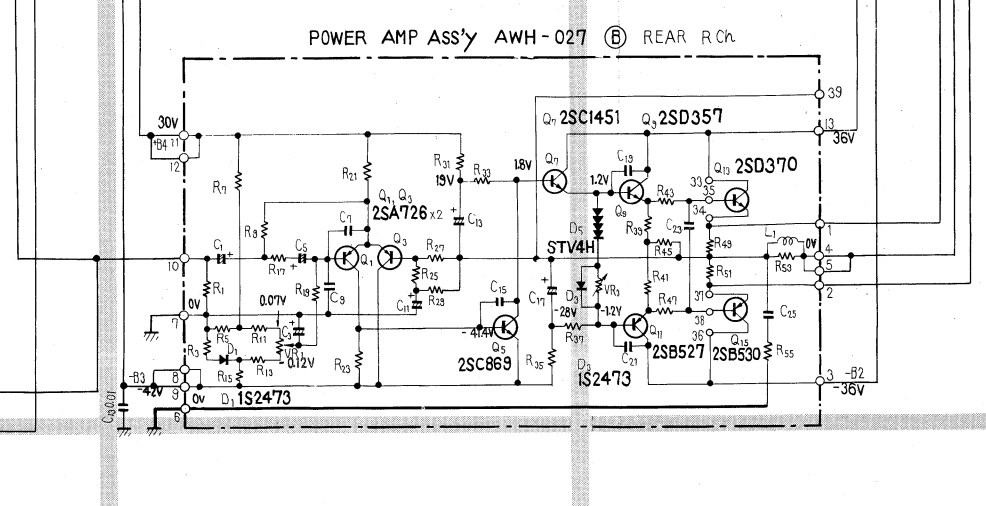 POWER AMP ASS'Y AWH-027 B REAR RCh
39
Q7 2SC1451 Q9 2SD357
30V
+B4 11
12
13
36V
R31
R33
19V
1.8V
Q7
C19
Q13 2SD370
R21
R7
Q1, Q3
2SA726 x2
C13
1.2V
R43
33
35
34
Q9
R8
C7
D5
R39
C23
STV4H
R45
1
C1
C5
R17
Q1
Q3
R27
R49
L1
0V
4
5
10
R53
R25
R29
R1
R19
C9
C11
C15
C17
D3
VR3
R41
R51
2
0.07V
0V
7
37
R47
-28V
-1.2V
38
36
C25
R5
R11
C3
-41.4V
R37
Q11
Q15
R3
D1
R13
VR1
-0.12V
R23
Q5
2SC869
R35
C21
2SB527
2SB530
R55
-B3
-42V
8
9
R15
D3
1S2473
3
-B2
-36V
0V
D1 1S2473
C13 0.01
6